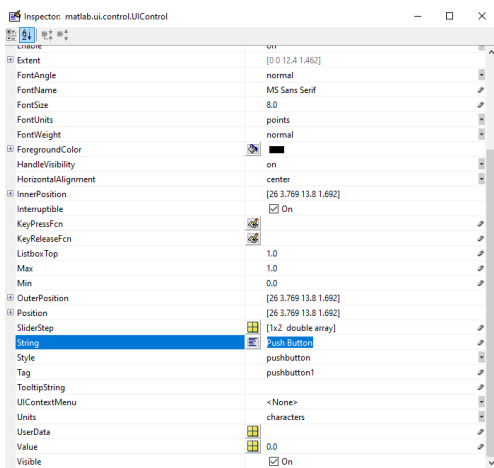 Inspector: matlab.ui.control.UIControl
Enable on
Extent [0 0 12.4 1.462]
FontAngle normal
FontName MS Sans Serif
FontSize 8.0
FontUnits points
FontWeight normal
ForegroundColor
HandleVisibility on
HorizontalAlignment center
InnerPosition [26 3.769 13.8 1.692]
Interruptible On
KeyPressFcn
KeyReleaseFcn
ListboxTop 1.0
Max 1.0
Min 0.0
OuterPosition [26 3.769 13.8 1.692]
Position [26 3.769 13.8 1.692]
SliderStep [1x2 double array]
String Push Button
Style pushbutton
Tag pushbutton1
TooltipString
UIContextMenu <None>
Units characters
UserData
Value 0.0
Visible On